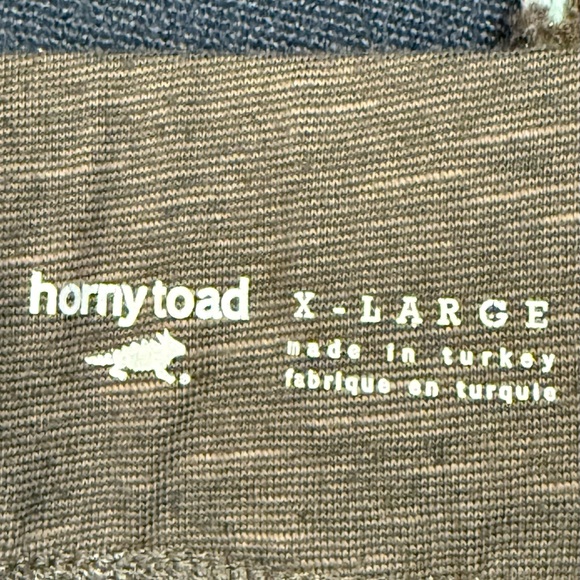 hornytoad
X-LARGE
made in turkey
fabrique en turquie